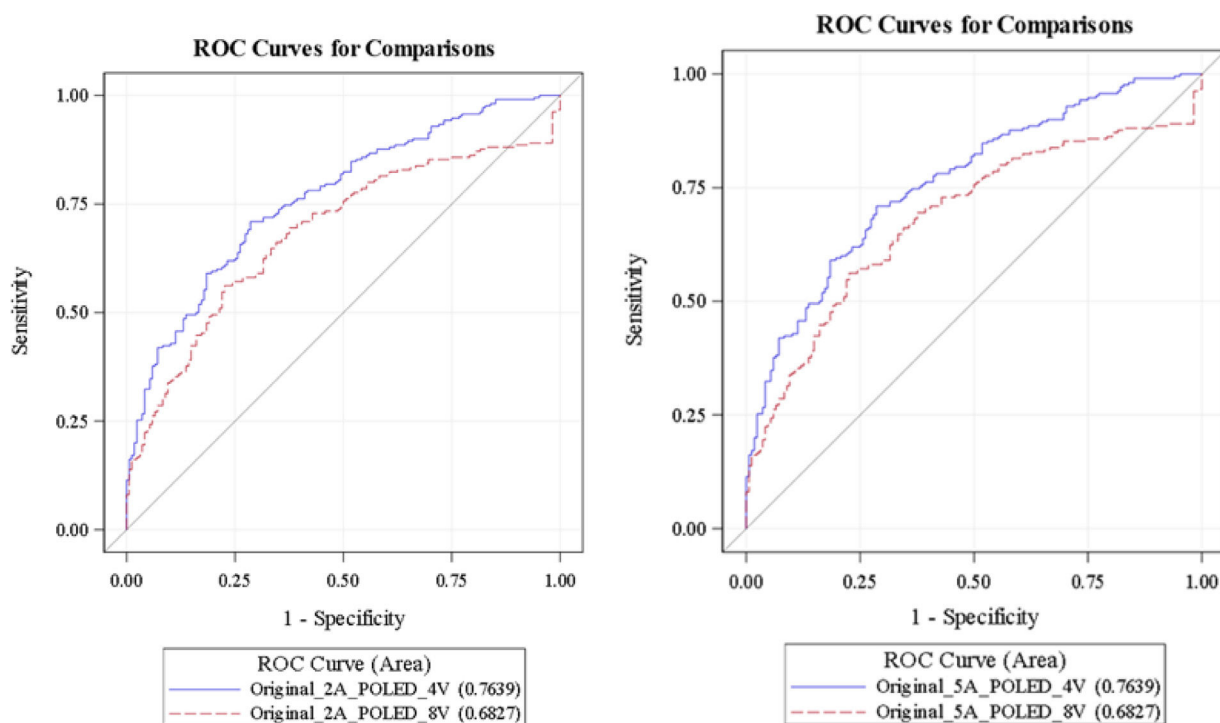 ROC Curves for Comparisons
1.00
0.75
0.50
0.25
0.00
Sensitivity
0.00 0.25 0.50 0.75 1.00
1 - Specificity
ROC Curve (Area)
Original_2A_POLED_4V (0.7639)
Original_2A_POLED_8V (0.6827)
ROC Curves for Comparisons
1.00
0.75
0.50
0.25
0.00
Sensitivity
0.00 0.25 0.50 0.75 1.00
1 - Specificity
ROC Curve (Area)
Original_5A_POLED_4V (0.7639)
Original_5A_POLED_8V (0.6827)